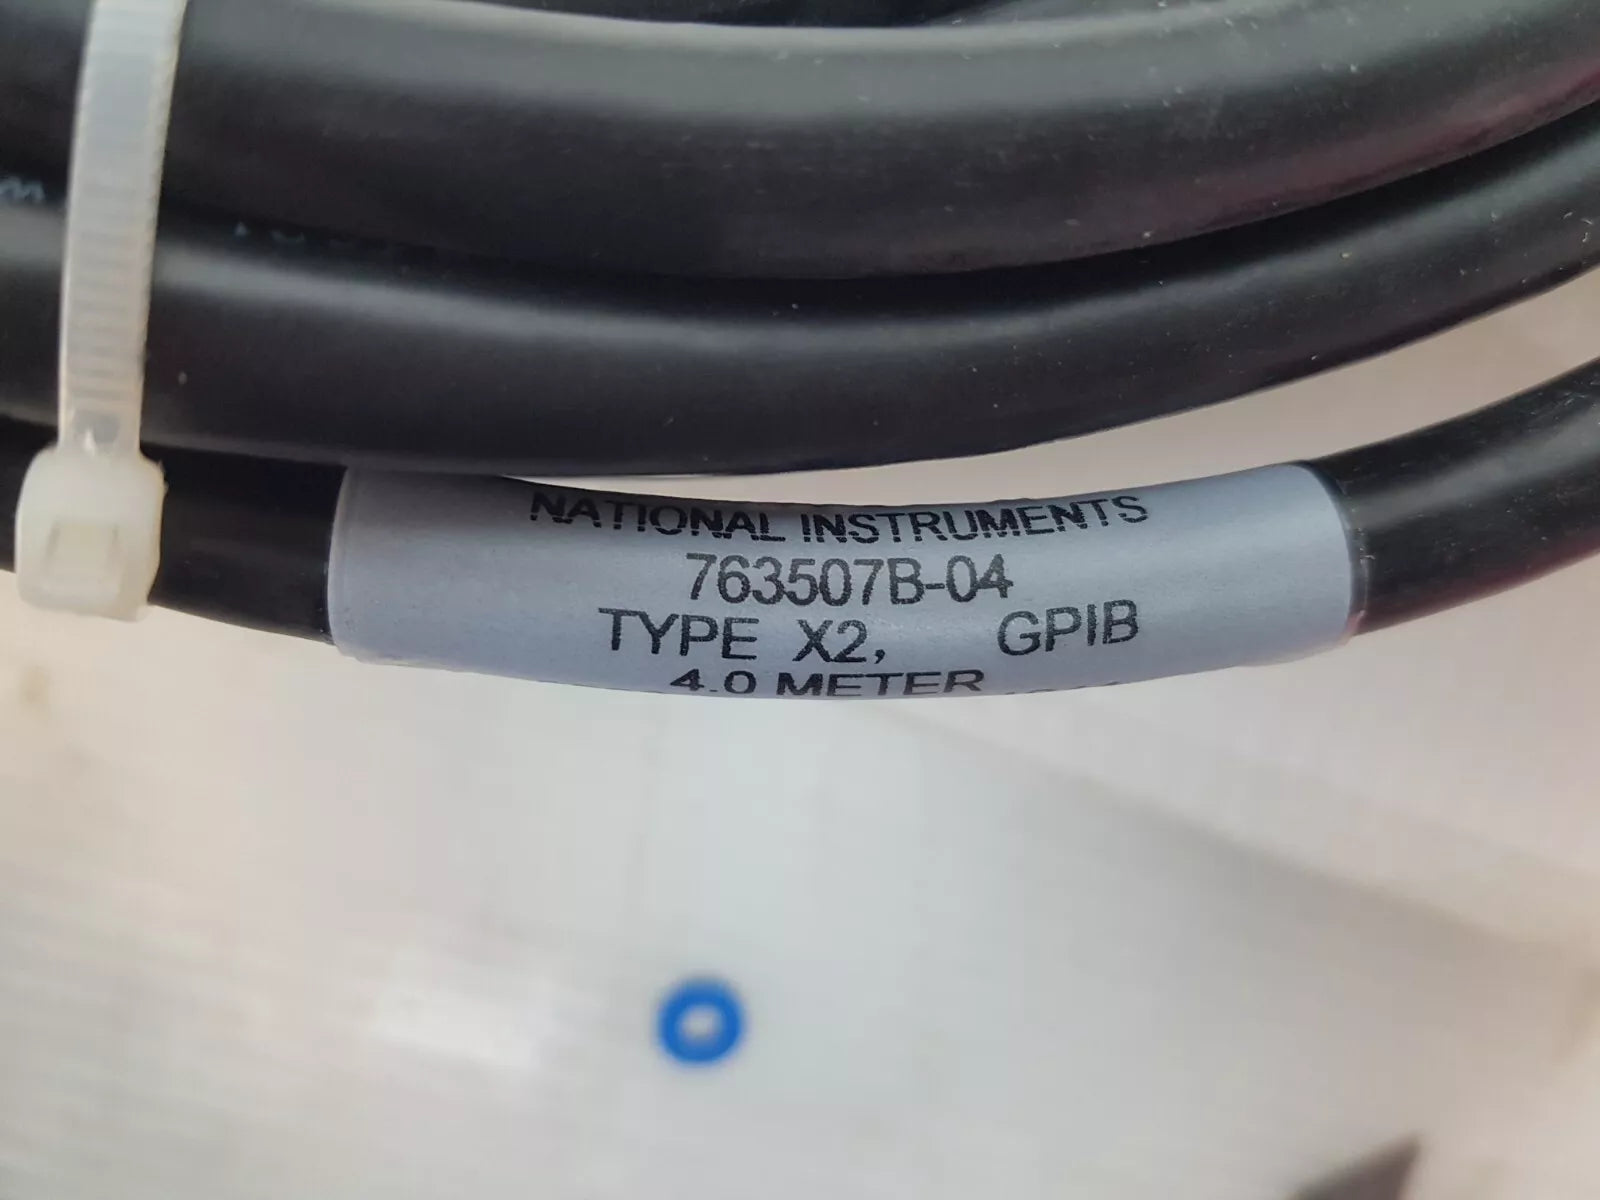 NATIONAL INSTRUMENTS
763507B-04
TYPE X2, GPIB
4.0 METER